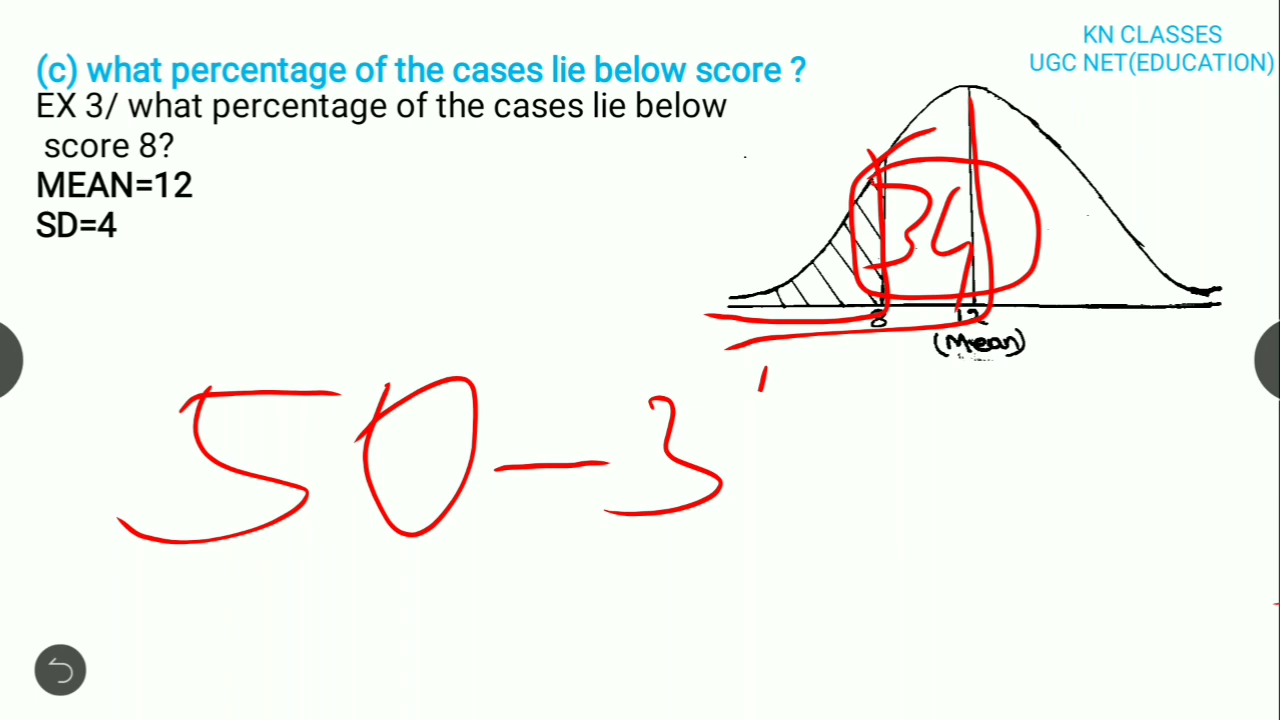 KN CLASSES
UGC NET(EDUCATION)
(c) what percentage of the cases lie below score ?
EX 3/ what percentage of the cases lie below
score 8?
MEAN=12
SD=4
34
8 12
(Mean)
50-3